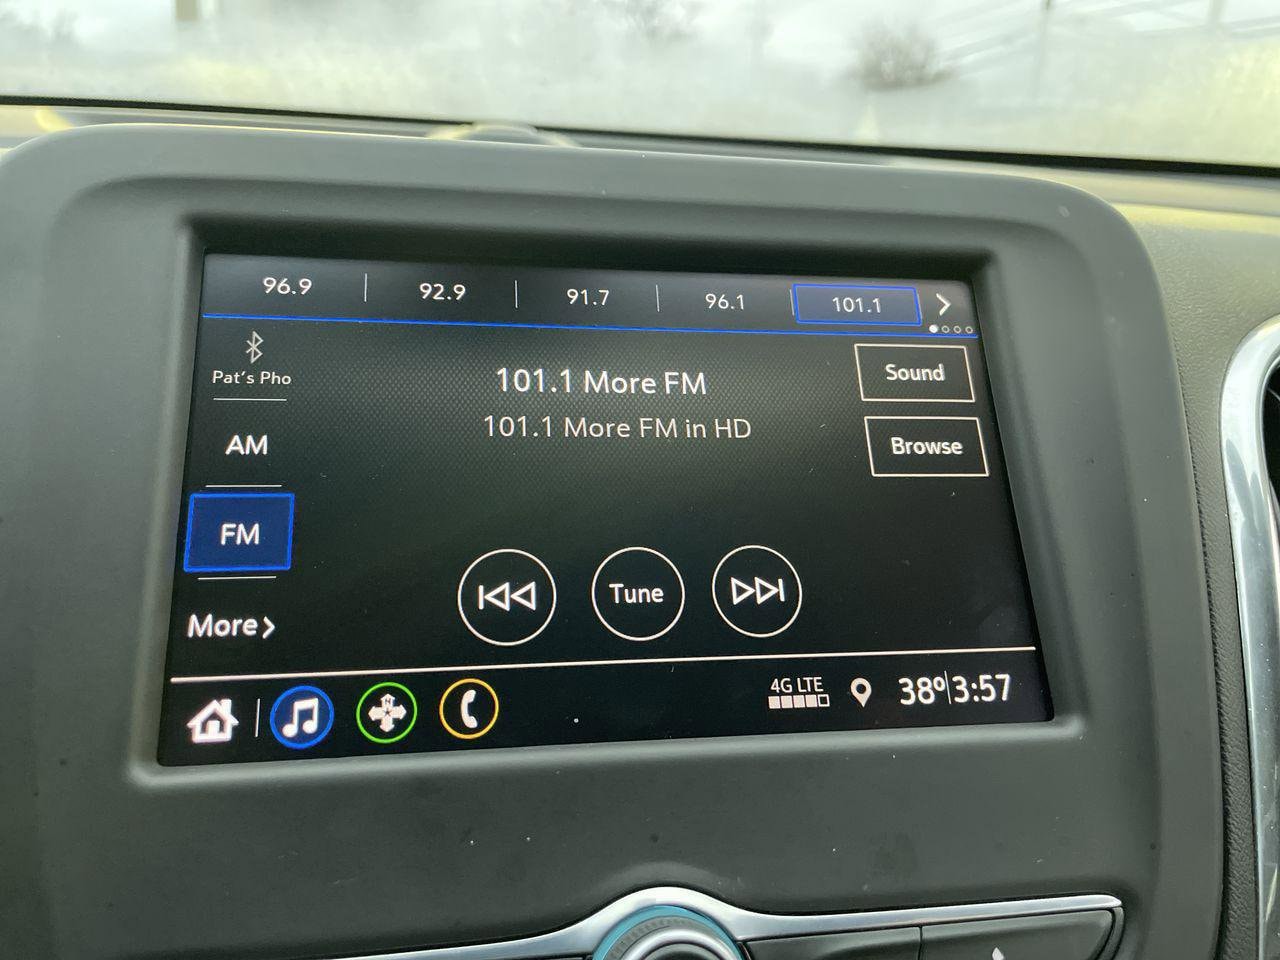 96.9 92.9 91.7 96.1 101.1
Pat's Pho
AM
FM
More
101.1 More FM
101.1 More FM in HD
Sound
Browse
Tune
N
4G LTE
38° 3:57